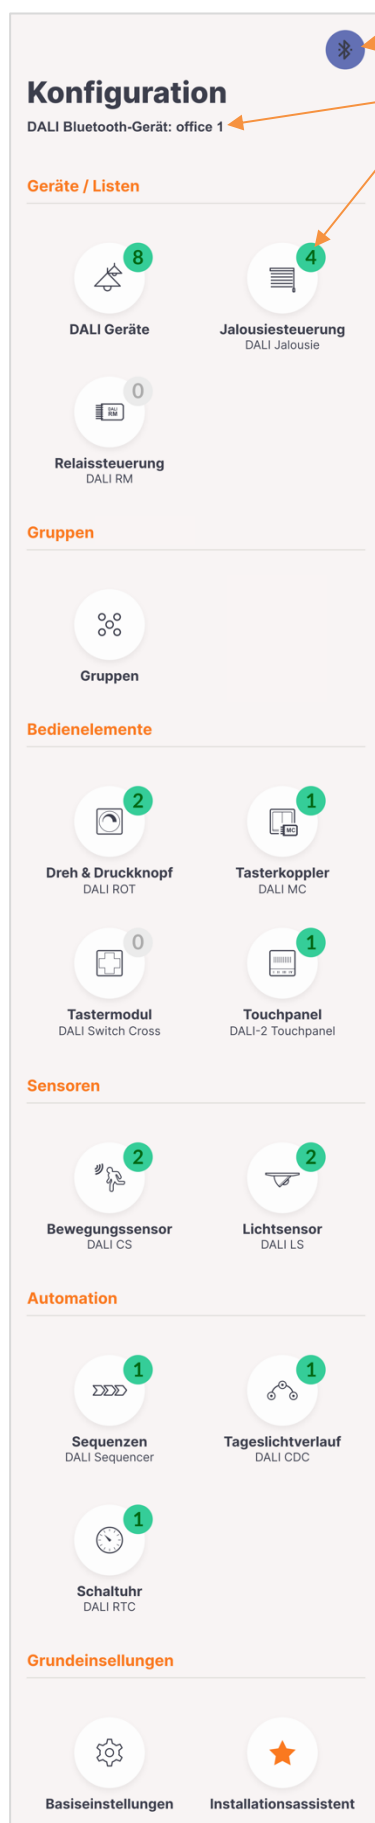 Konfiguration
DALI Bluetooth-Gerät: office 1
Geräte / Listen
8
4
DALI Geräte
Jalousiesteuerung
DALI Jalousie
0
DALI
RM
Relaissteuerung
DALI RM
Gruppen
Gruppen
Bedienelemente
2
1
MC
Dreh & Druckknopf
Tasterkoppler
DALI ROT
DALI MC
0
1
Tastermodul
Touchpanel
DALI Switch Cross
DALI-2 Touchpanel
Sensoren
2
2
Bewegungssensor
Lichtsensor
DALI CS
DALI LS
Automation
1
1
Sequenzen
Tageslichtverlauf
DALI Sequencer
DALI CDC
1
Schaltuhr
DALI RTC
Grundeinsellungen
Basiseinstellungen
Installationsassistent